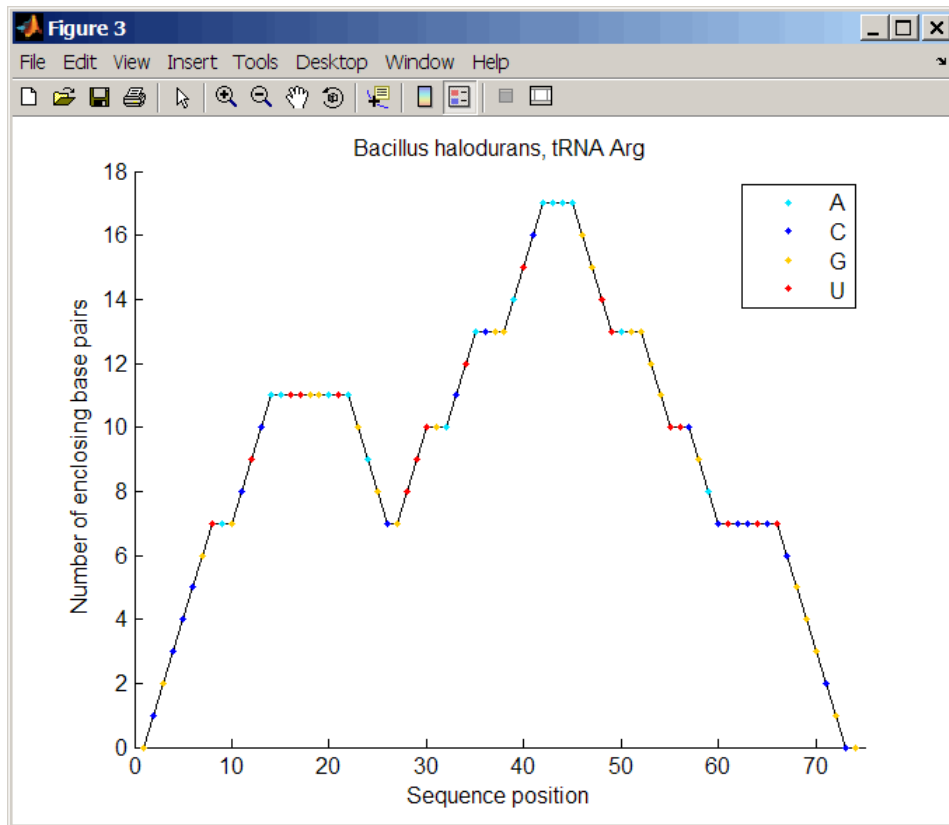 Figure 3
File Edit View Insert Tools Desktop Window Help
Bacillus halodurans, tRNA Arg
18
16
14
12
10
8
6
4
2
0
Number of enclosing base pairs
A
C
G
U
0 10 20 30 40 50 60 70
Sequence position